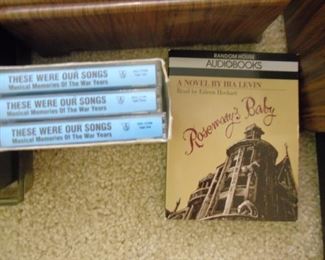 THESE WERE OUR SONGS
Musical Memories Of The War Years
THESE WERE OUR SONGS
Musical Memories Of The War Years
THESE WERE OUR SONGS
Musical Memories Of The War Years
RANDOM HOUSE
AUDIOBOOKS
A NOVEL BY IRA LEVIN
Read by Eileen Heckart
Rosemary's Baby